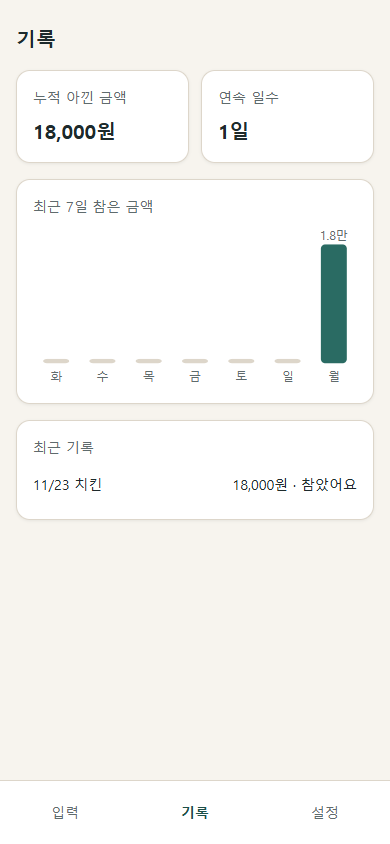 기록
누적 아낀 금액
18,000원
연속 일수
1일
최근 7일 참은 금액
1.8만
화 수 목 금 토 일 월
최근 기록
11/23 치킨 18,000원 · 참았어요
입력 기록 설정